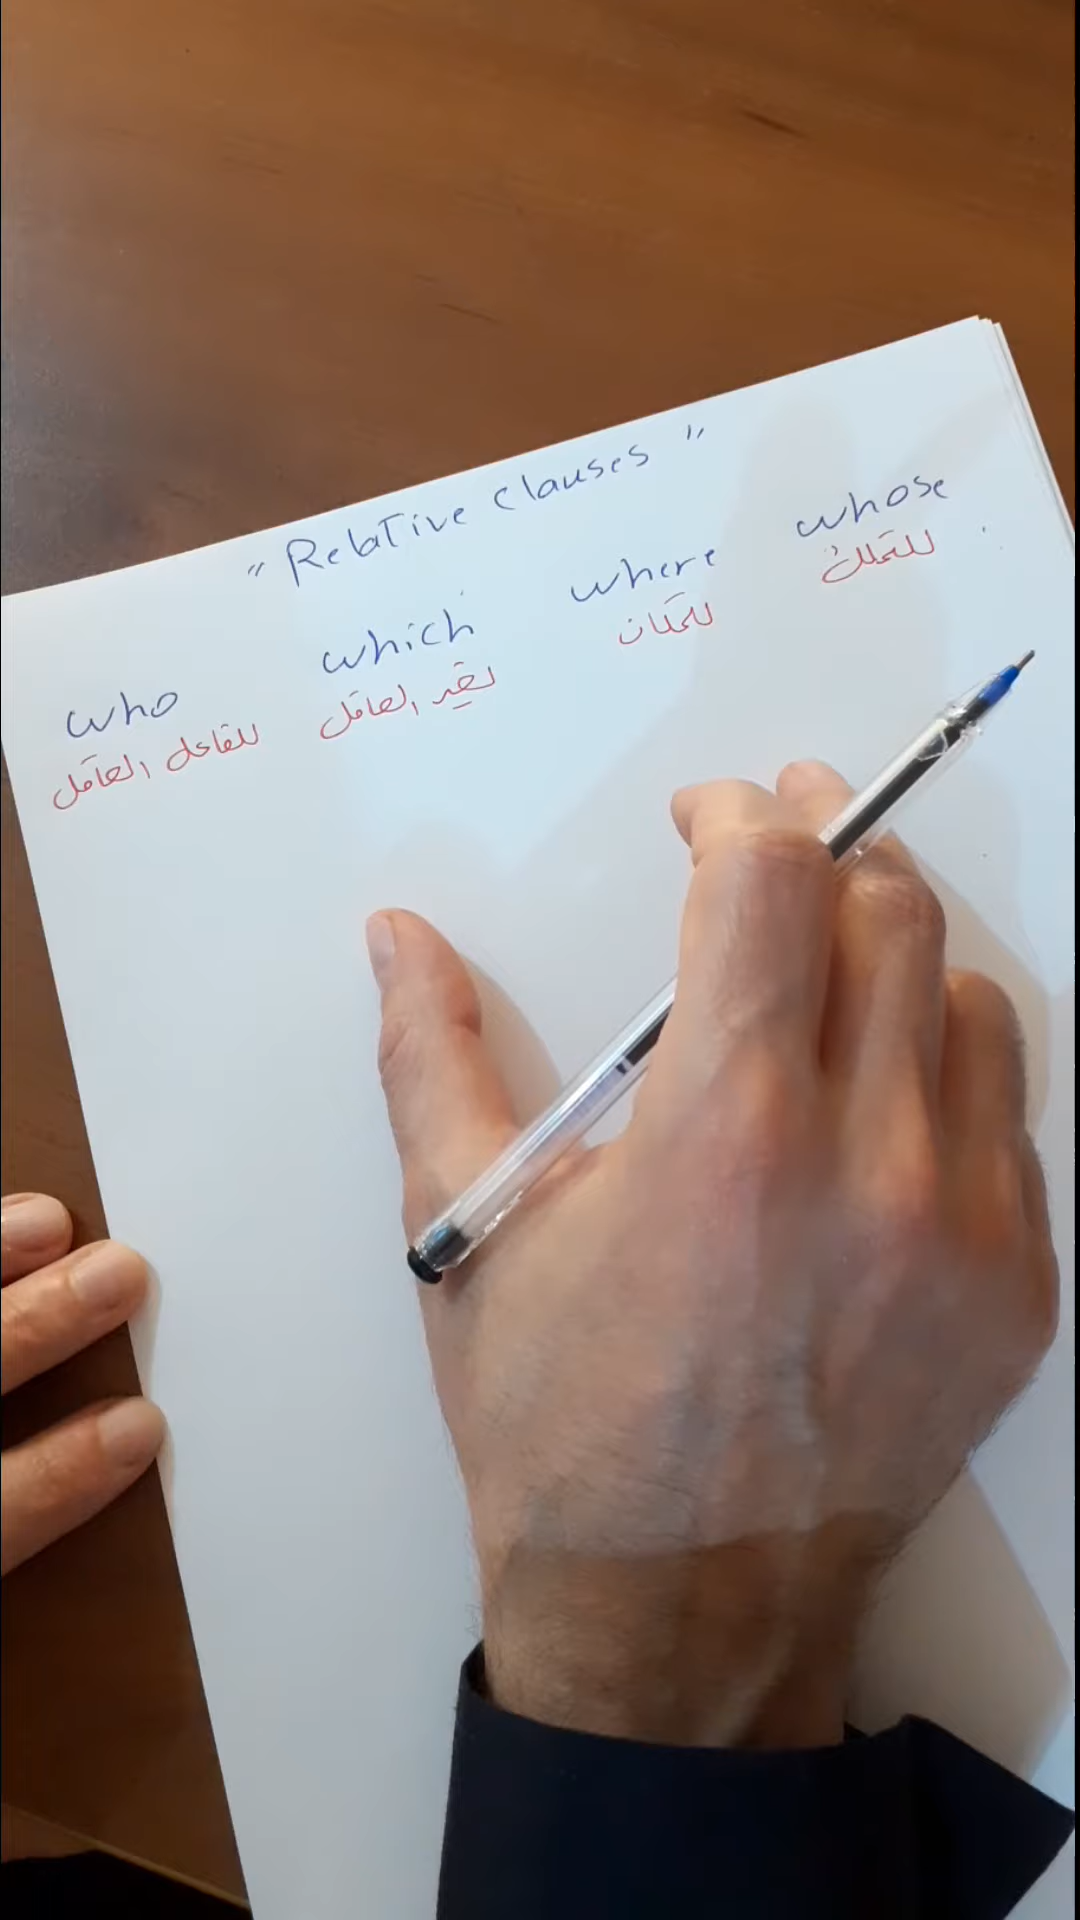 " Relative Clauses "
who which where whose
للفاعل العاقل لغير العاقل للمكان للتملك